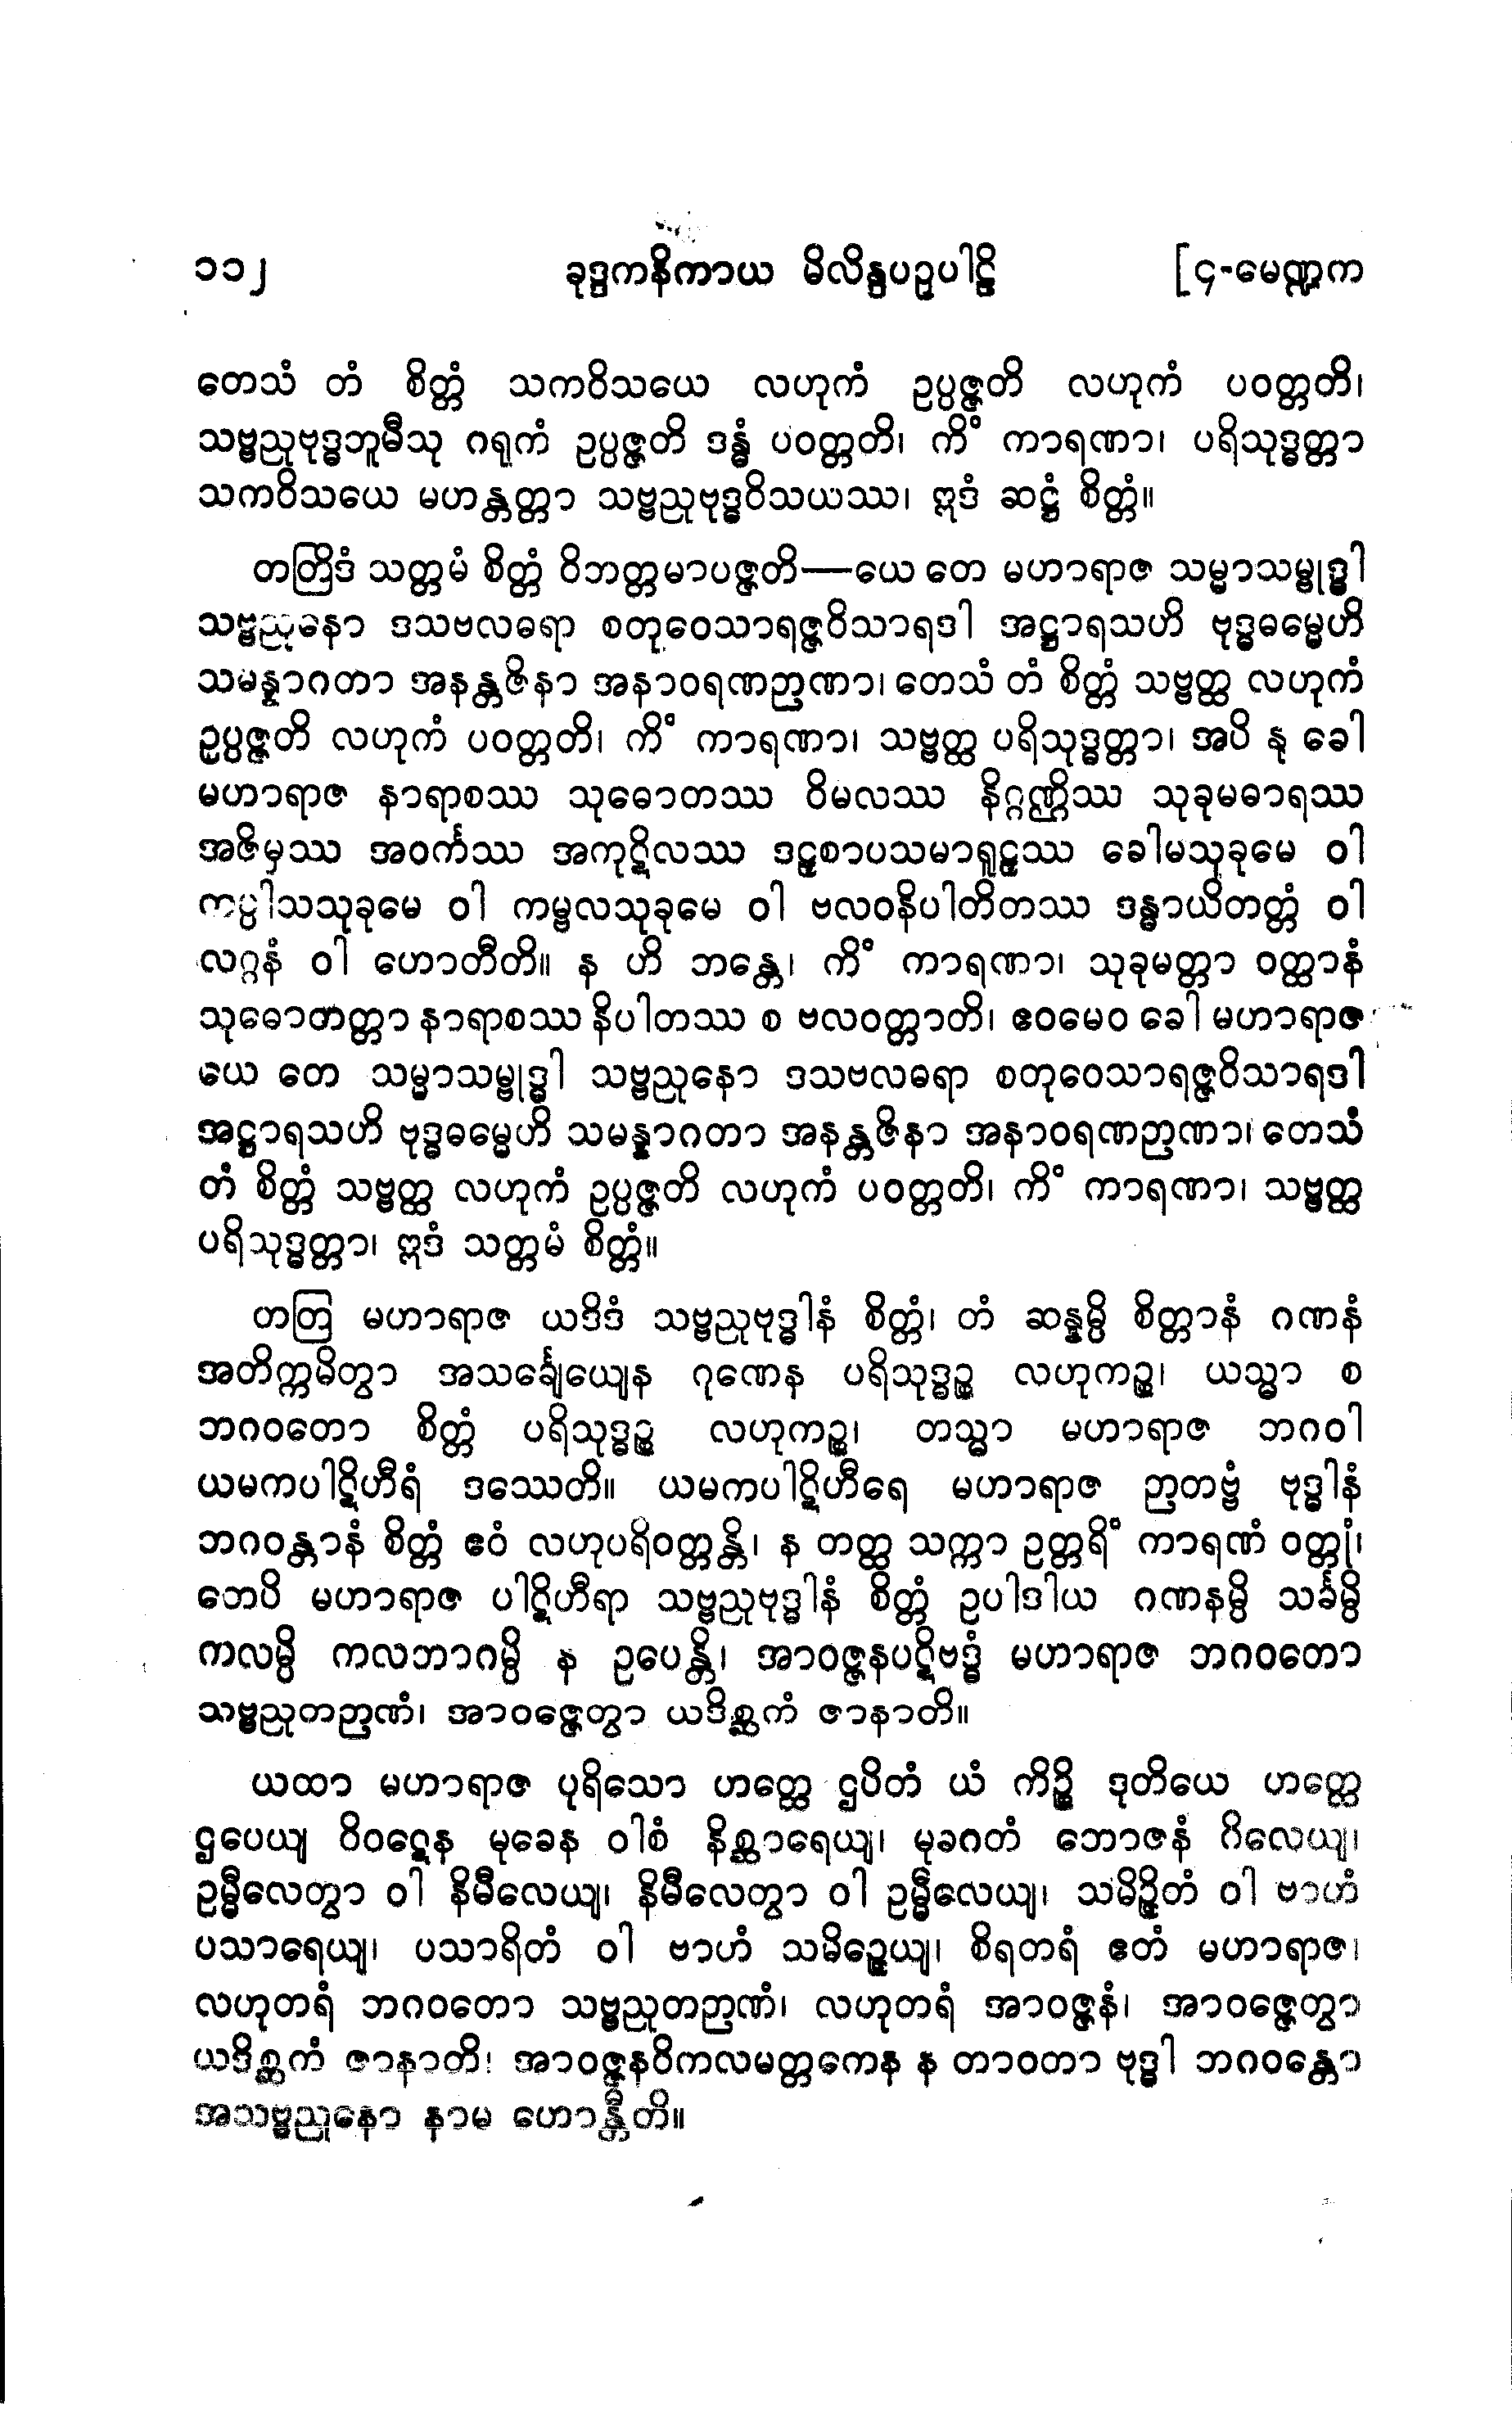 ၁၁၂ ခုဒ္ဒကနိကာယ မိလိန္ဒပဥှပါဠိ [၄-မေဏ္ဍက
တေသံ တံ စိတ္တံ သကဝိသယေ လဟုကံ ဥပ္ပဇ္ဇတိ လဟုကံ ပဝတ္တတိ၊
သဗ္ဗညုဗုဒ္ဓဘူမီသု ဂရုကံ ဥပ္ပဇ္ဇတိ ဒန္ဓံ ပဝတ္တတိ၊ ကိံ ကာရဏာ၊ ပရိသုဒ္ဓတ္တာ
သကဝိသယေ မဟန္တတ္တာ သဗ္ဗညုဗုဒ္ဓဝိသယဿ၊ ဣဒံ ဆဋ္ဌံ စိတ္တံ။
တတြိဒံ သတ္တမံ စိတ္တံ ဝိဘတ္တမာပဇ္ဇတိ—ယေ တေ မဟာရာဇ သမ္မာသမ္ဗုဒ္ဓါ
သဗ္ဗညုနော ဒသဗလဓရာ စတုဝေသာရဇ္ဇဝိသာရဒါ အဋ္ဌာရသဟိ ဗုဒ္ဓဓမ္မေဟိ
သမန္နာဂတာ အနန္တဇိနာ အနာဝရဏဉာဏာ၊ တေသံ တံ စိတ္တံ သဗ္ဗတ္ထ လဟုကံ
ဥပ္ပဇ္ဇတိ လဟုကံ ပဝတ္တတိ၊ ကိံ ကာရဏာ၊ သဗ္ဗတ္ထ ပရိသုဒ္ဓတ္တာ၊ အပိ နု ခေါ
မဟာရာဇ နာရာစဿ သုဓောတဿ ဝိမလဿ နိဂ္ဂဏ္ဌိဿ သုခုမဓာရဿ
အဇိမှဿ အဝင်္ကဿ အကုဋိလဿ ဒဠှစာပသမာရူဠှဿ ခေါမသုခုမေ ဝါ
ကပ္ပါသသုခုမေ ဝါ ကမ္ဗလသုခုမေ ဝါ ဗလဝနိပါတိတဿ ဒန္ဓာယိတတ္တံ ဝါ
လဂ္ဂနံ ဝါ ဟောတီတိ။ န ဟိ ဘန္တေ၊ ကိံ ကာရဏာ၊ သုခုမတ္တာ ဝတ္ထာနံ
သုဓောတတ္တာ နာရာစဿ နိပါတဿ စ ဗလဝတ္တာတိ၊ ဧဝမေဝ ခေါ မဟာရာဇ
ယေ တေ သမ္မာသမ္ဗုဒ္ဓါ သဗ္ဗညုနော ဒသဗလဓရာ စတုဝေသာရဇ္ဇဝိသာရဒါ
အဋ္ဌာရသဟိ ဗုဒ္ဓဓမ္မေဟိ သမန္နာဂတာ အနန္တဇိနာ အနာဝရဏဉာဏာ၊ တေသံ
တံ စိတ္တံ သဗ္ဗတ္ထ လဟုကံ ဥပ္ပဇ္ဇတိ လဟုကံ ပဝတ္တတိ၊ ကိံ ကာရဏာ၊ သဗ္ဗတ္ထ
ပရိသုဒ္ဓတ္တာ၊ ဣဒံ သတ္တမံ စိတ္တံ။
တတြ မဟာရာဇ ယဒိဒံ သဗ္ဗညုဗုဒ္ဓါနံ စိတ္တံ၊ တံ ဆန္နမ္ပိ စိတ္တာနံ ဂဏနံ
အတိက္ကမိတွာ အသင်္ချေယျေန ဂုဏေန ပရိသုဒ္ဓဉ္စ လဟုကဉ္စ၊ ယသ္မာ စ
ဘဂဝတော စိတ္တံ ပရိသုဒ္ဓဉ္စ လဟုကဉ္စ၊ တသ္မာ မဟာရာဇ ဘဂဝါ
ယမကပါဋိဟီရံ ဒဿေတိ။ ယမကပါဋိဟီရေ မဟာရာဇ ဉာတဗ္ဗံ ဗုဒ္ဓါနံ
ဘဂဝန္တာနံ စိတ္တံ ဧဝံ လဟုပရိဝတ္တန္တိ၊ န တတ္ထ သက္ကာ ဥတ္တရိံ ကာရဏံ ဝတ္တုံ၊
တေပိ မဟာရာဇ ပါဋိဟီရာ သဗ္ဗညုဗုဒ္ဓါနံ စိတ္တံ ဥပါဒါယ ဂဏနမ္ပိ သင်္ခမ္ပိ
ကလမ္ပိ ကလဘာဂမ္ပိ န ဥပေန္တိ၊ အာဝဇ္ဇနပဋိဗဒ္ဓံ မဟာရာဇ ဘဂဝတော
သဗ္ဗညုတဉာဏံ၊ အာဝဇ္ဇေတွာ ယဒိစ္ဆကံ ဇာနာတိ။
ယထာ မဟာရာဇ ပုရိသော ဟတ္ထေ ဌပိတံ ယံ ကိဉ္စိ ဒုတိယေ ဟတ္ထေ
ဌပေယျ ဝိဝဋေန မုခေန ဝါစံ နိစ္ဆာရေယျ၊ မုခဂတံ ဘောဇနံ ဂိလေယျ၊
ဥမ္မီလေတွာ ဝါ နိမီလေယျ၊ နိမီလေတွာ ဝါ ဥမ္မီလေယျ၊ သမိဉ္ဇိတံ ဝါ ဗာဟံ
ပသာရေယျ၊ ပသာရိတံ ဝါ ဗာဟံ သမိဉ္ဇေယျ၊ စိရတရံ ဧတံ မဟာရာဇ၊
လဟုတရံ ဘဂဝတော သဗ္ဗညုတဉာဏံ၊ လဟုတရံ အာဝဇ္ဇနံ၊ အာဝဇ္ဇေတွာ
ယဒိစ္ဆကံ ဇာနာတိ၊ အာဝဇ္ဇနဝိကလမတ္တကေန န တာဝတာ ဗုဒ္ဓါ ဘဂဝန္တော
အသဗ္ဗညုနော နာမ ဟောန္တီတိ။